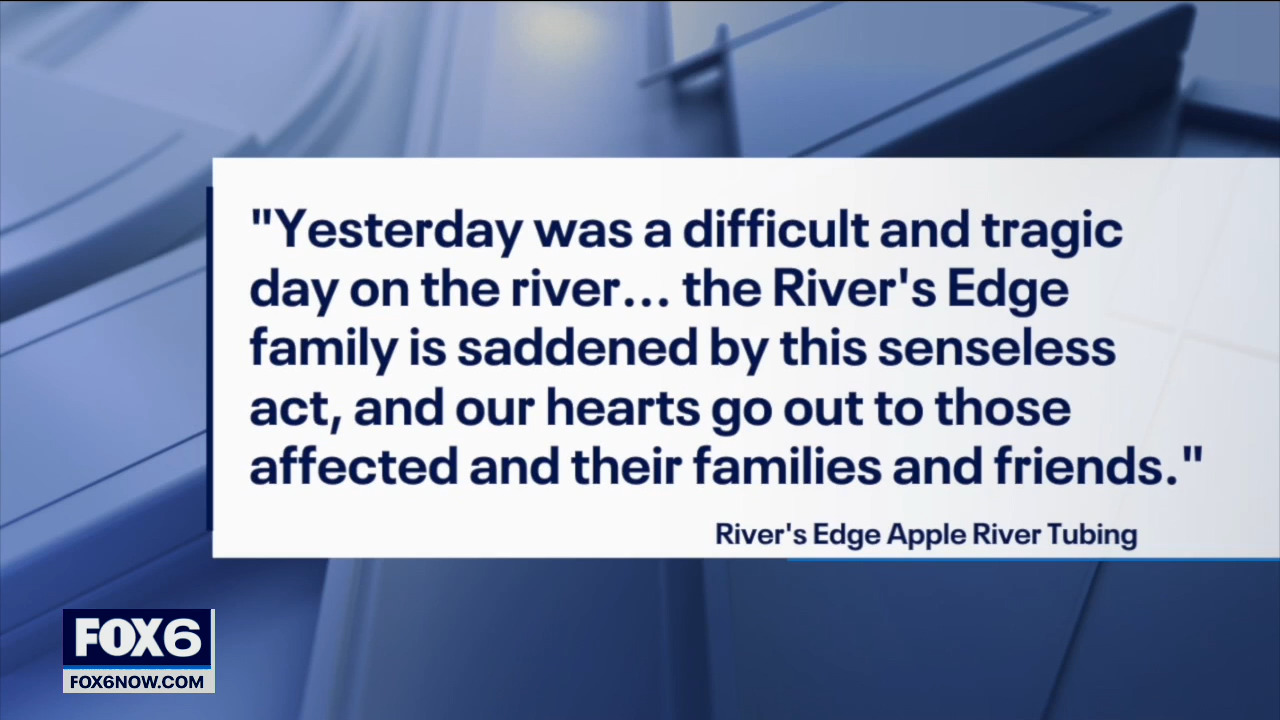 "Yesterday was a difficult and tragic
day on the river... the River's Edge
family is saddened by this senseless
act, and our hearts go out to those
affected and their families and friends."
River's Edge Apple River Tubing
FOX6
FOX6NOW.COM